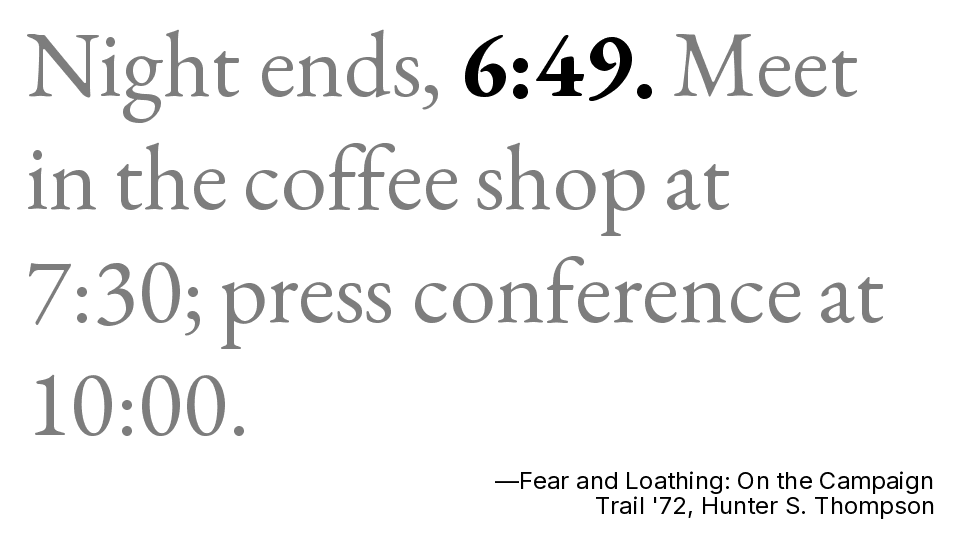 Night ends, 6:49. Meet
in the coffee shop at
7:30; press conference at
10:00.
—Fear and Loathing: On the Campaign
Trail '72, Hunter S. Thompson